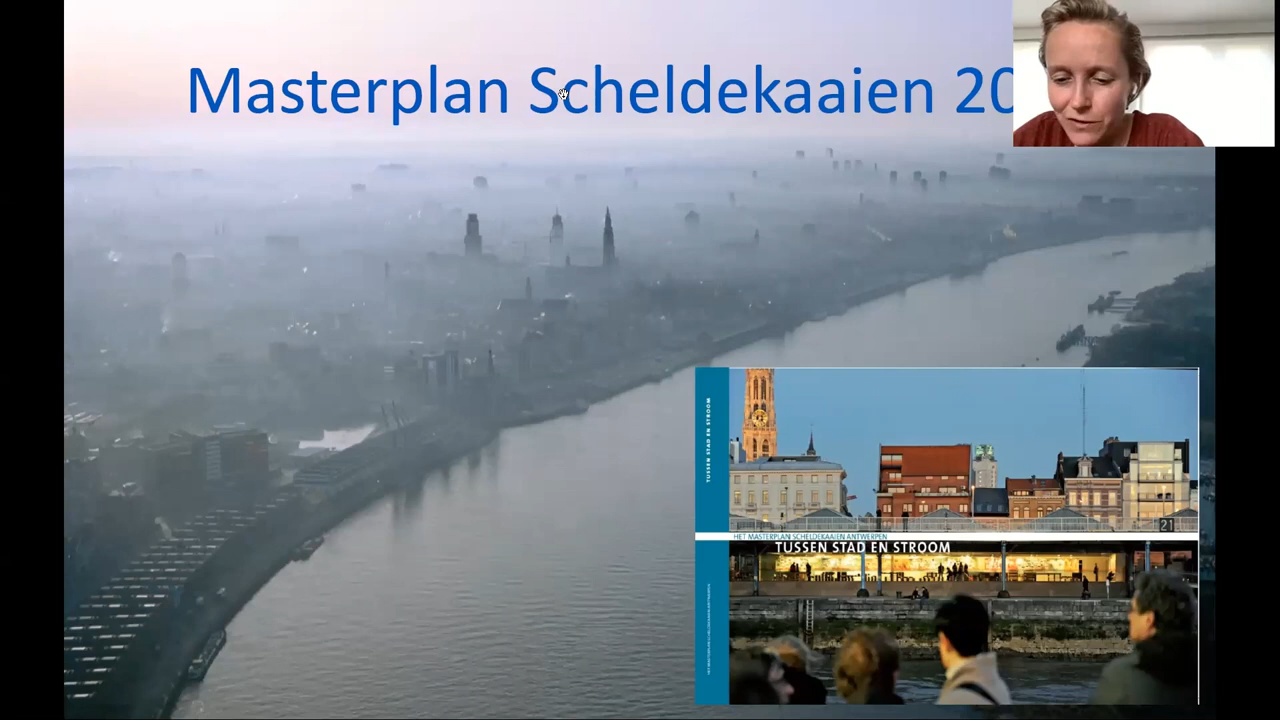 Masterplan Scheldekaaien 20
TUSSEN STAD EN STROOM
21
HET MASTERPLAN SCHELDEKAAIEN ANTWERPEN
TUSSEN STAD EN STROOM